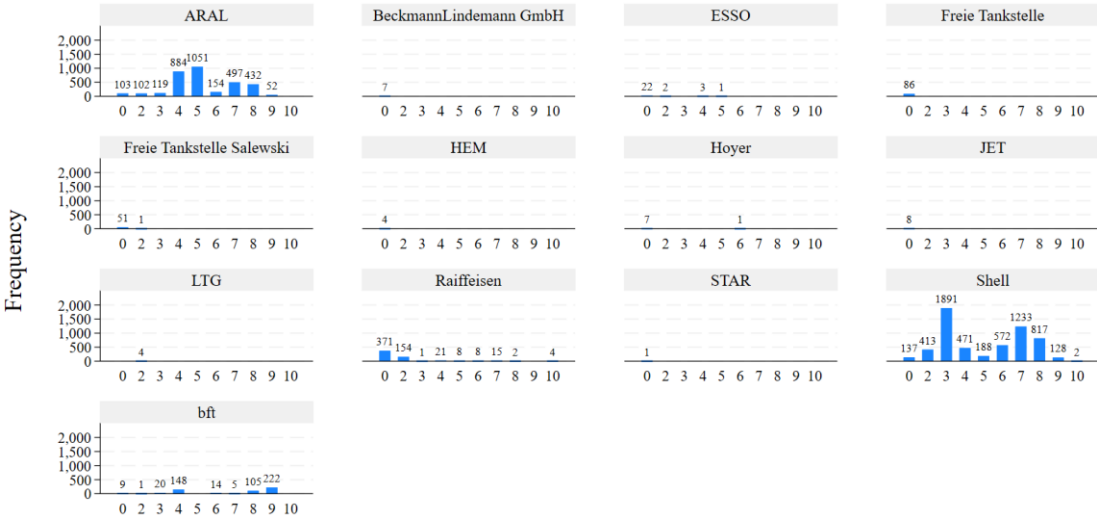 Frequency
ARAL
2,000
1,500
1,000
500
0
103 102 119 884 1051 154 497 432 52
0 2 3 4 5 6 7 8 9 10
BeckmannLindemann GmbH
7
0 2 3 4 5 6 7 8 9 10
ESSO
22 2 3 1
0 2 3 4 5 6 7 8 9 10
Freie Tankstelle
86
0 2 3 4 5 6 7 8 9 10
Freie Tankstelle Salewski
2,000
1,500
1,000
500
0
51 1
0 2 3 4 5 6 7 8 9 10
HEM
4
0 2 3 4 5 6 7 8 9 10
Hoyer
7 1
0 2 3 4 5 6 7 8 9 10
JET
8
0 2 3 4 5 6 7 8 9 10
LTG
2,000
1,500
1,000
500
0
4
0 2 3 4 5 6 7 8 9 10
Raiffeisen
371 154 1 21 8 8 15 2 4
0 2 3 4 5 6 7 8 9 10
STAR
1
0 2 3 4 5 6 7 8 9 10
Shell
137 413 1891 471 188 572 1233 817 128 2
0 2 3 4 5 6 7 8 9 10
bft
2,000
1,500
1,000
500
0
9 1 20 148 14 5 105 222
0 2 3 4 5 6 7 8 9 10